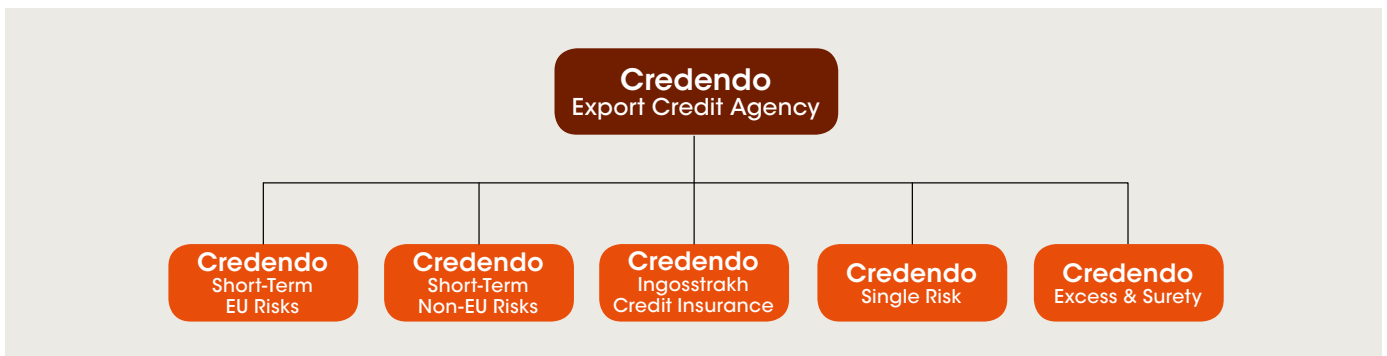 Credendo
Export Credit Agency
Credendo
Short-Term
EU Risks
Credendo
Short-Term
Non-EU Risks
Credendo
Ingosstrakh
Credit Insurance
Credendo
Single Risk
Credendo
Excess & Surety